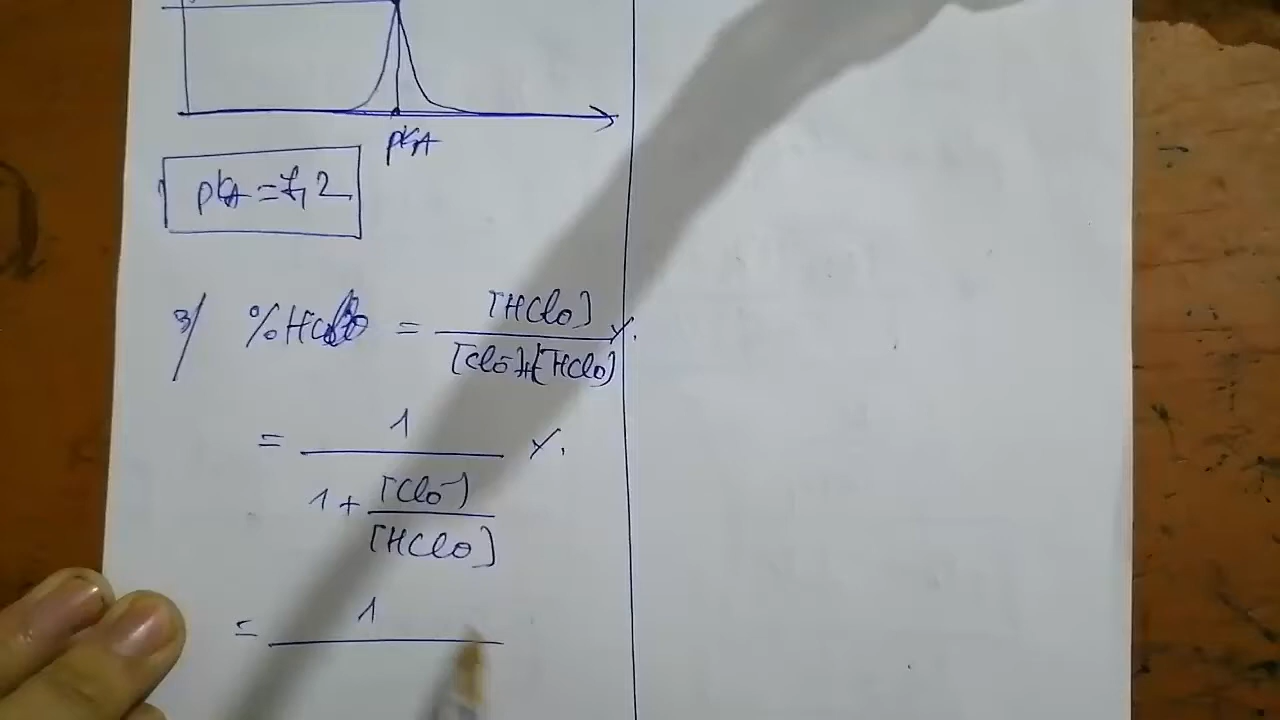 pKA
pKA = 7,2
3/ %HClO = [HClO] / [ClO-]+[HClO] %.
= 1 / 1 + [ClO-] / [HClO] %.
= 1